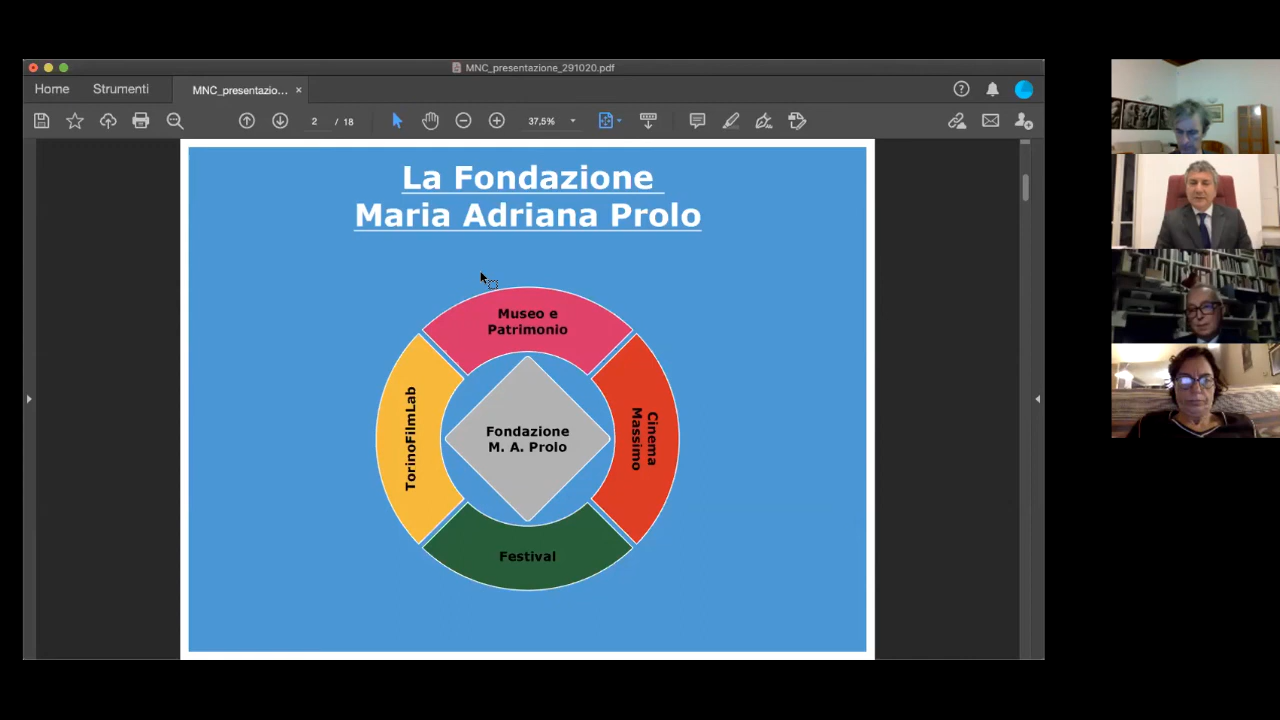 MNC_presentazione_291020.pdf
Home
Strumenti
MNC_presentazio... ×
2 / 18
37,5%
La Fondazione
Maria Adriana Prolo
Museo e
Patrimonio
TorinoFilmLab
Fondazione
M. A. Prolo
Cinema
Massimo
Festival